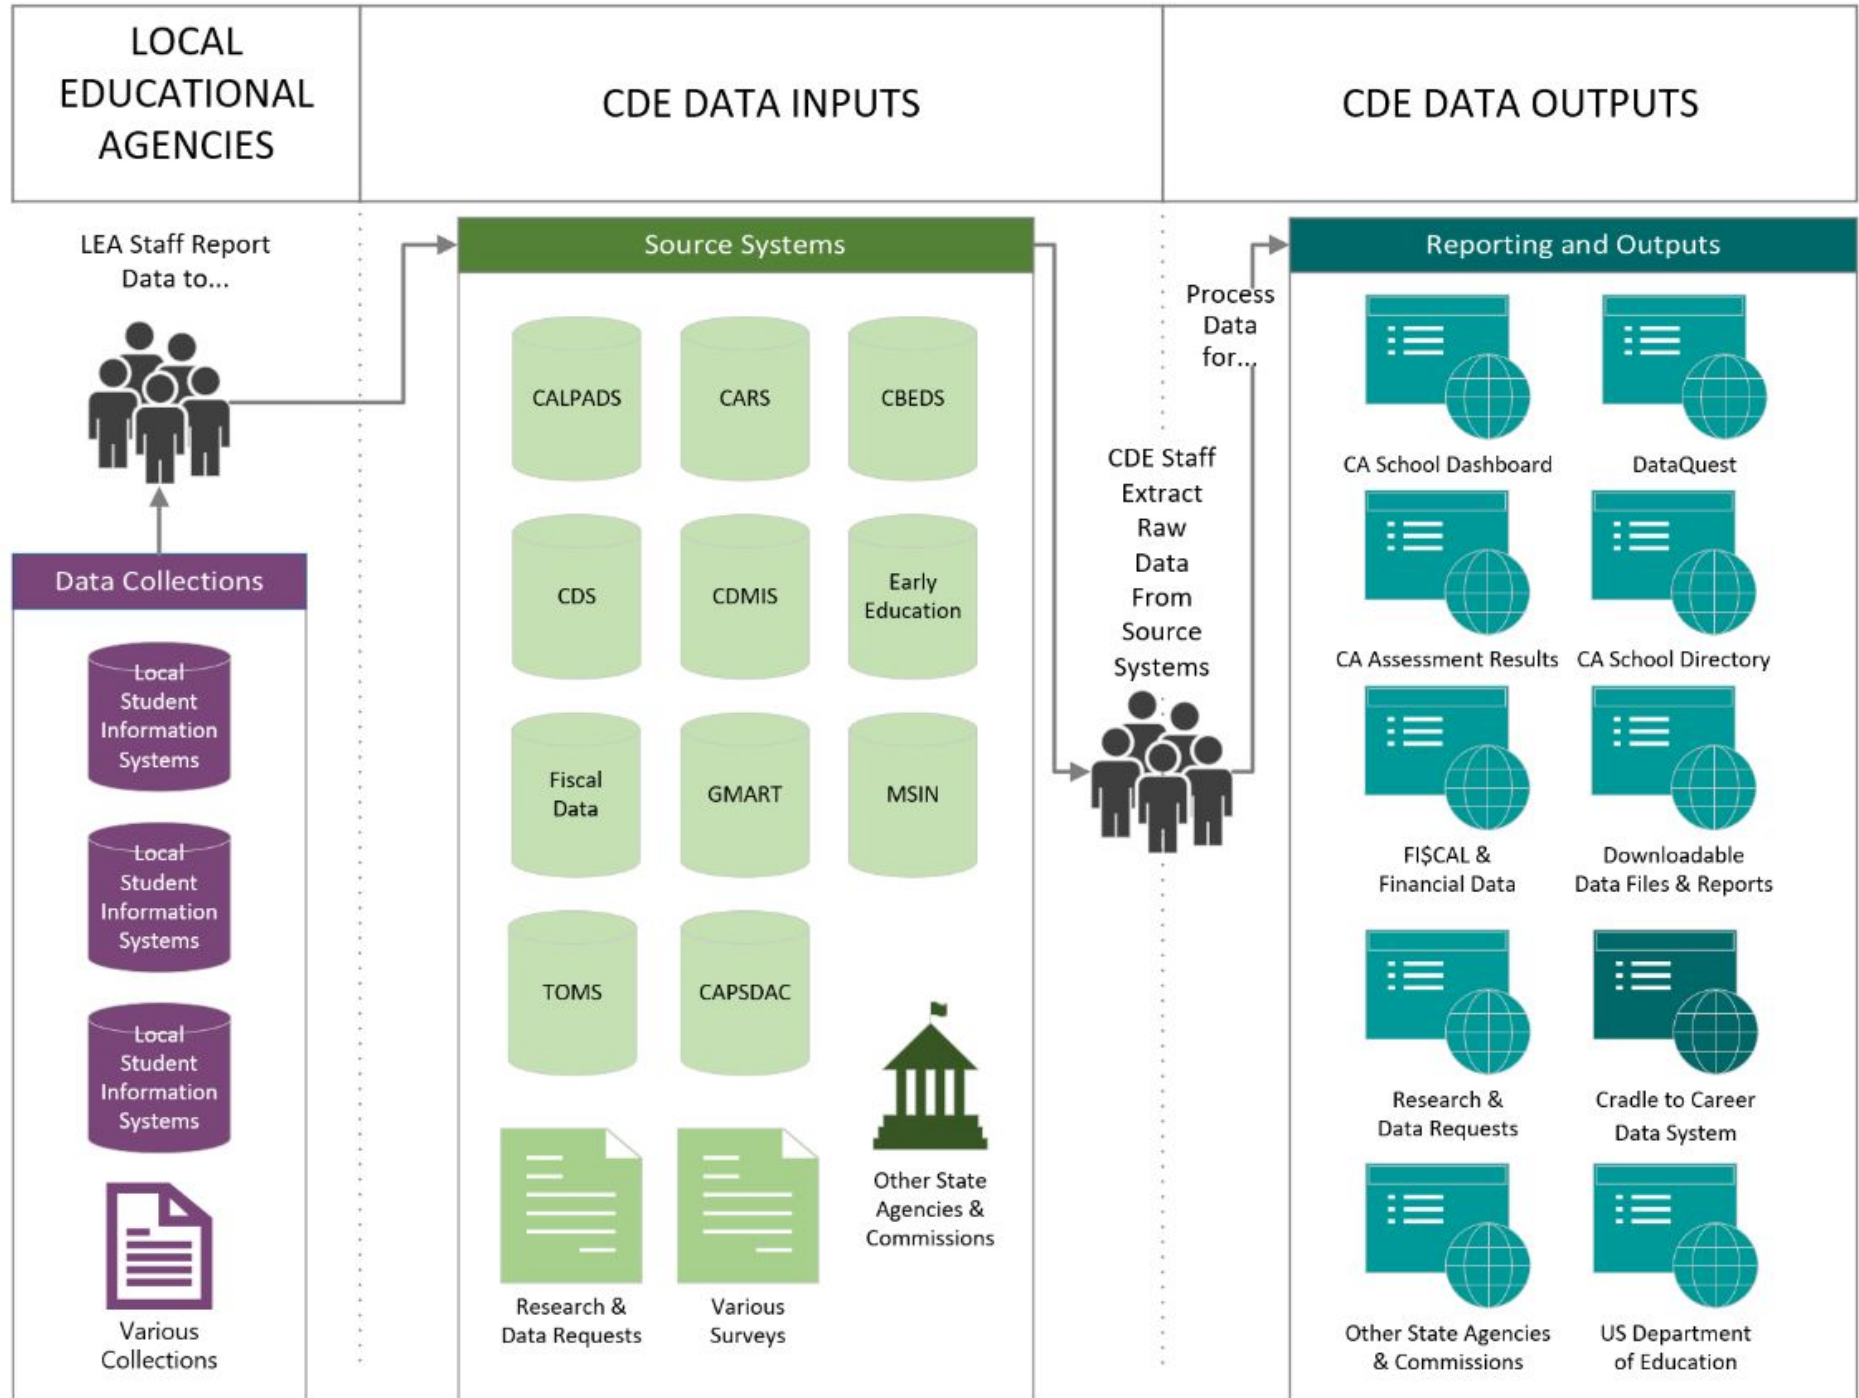 LOCAL
EDUCATIONAL
AGENCIES
CDE DATA INPUTS
CDE DATA OUTPUTS
LEA Staff Report
Data to...
Data Collections
Local
Student
Information
Systems
Local
Student
Information
Systems
Local
Student
Information
Systems
Various
Collections
Source Systems
CALPADS
CARS
CBEDS
CDS
CDMIS
Early
Education
Fiscal
Data
GMART
MSIN
TOMS
CAPSDAC
Other State
Agencies &
Commissions
Research &
Data Requests
Various
Surveys
CDE Staff
Extract
Raw
Data
From
Source
Systems
Process
Data
for...
Reporting and Outputs
CA School Dashboard
DataQuest
CA Assessment Results
CA School Directory
FI$CAL &
Financial Data
Downloadable
Data Files & Reports
Research &
Data Requests
Cradle to Career
Data System
Other State Agencies
& Commissions
US Department
of Education